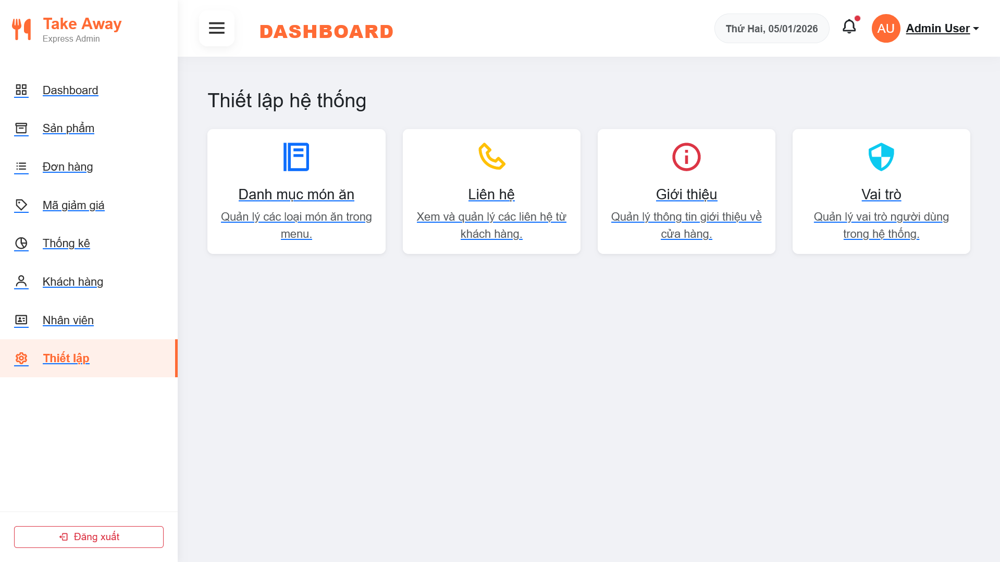 Take Away
Express Admin
DASHBOARD
Thứ Hai, 05/01/2026
AU
Admin User
Dashboard
Sản phẩm
Đơn hàng
Mã giảm giá
Thống kê
Khách hàng
Nhân viên
Thiết lập
Đăng xuất
Thiết lập hệ thống
Danh mục món ăn
Quản lý các loại món ăn trong
menu.
Liên hệ
Xem và quản lý các liên hệ từ
khách hàng.
Giới thiệu
Quản lý thông tin giới thiệu về
cửa hàng.
Vai trò
Quản lý vai trò người dùng
trong hệ thống.